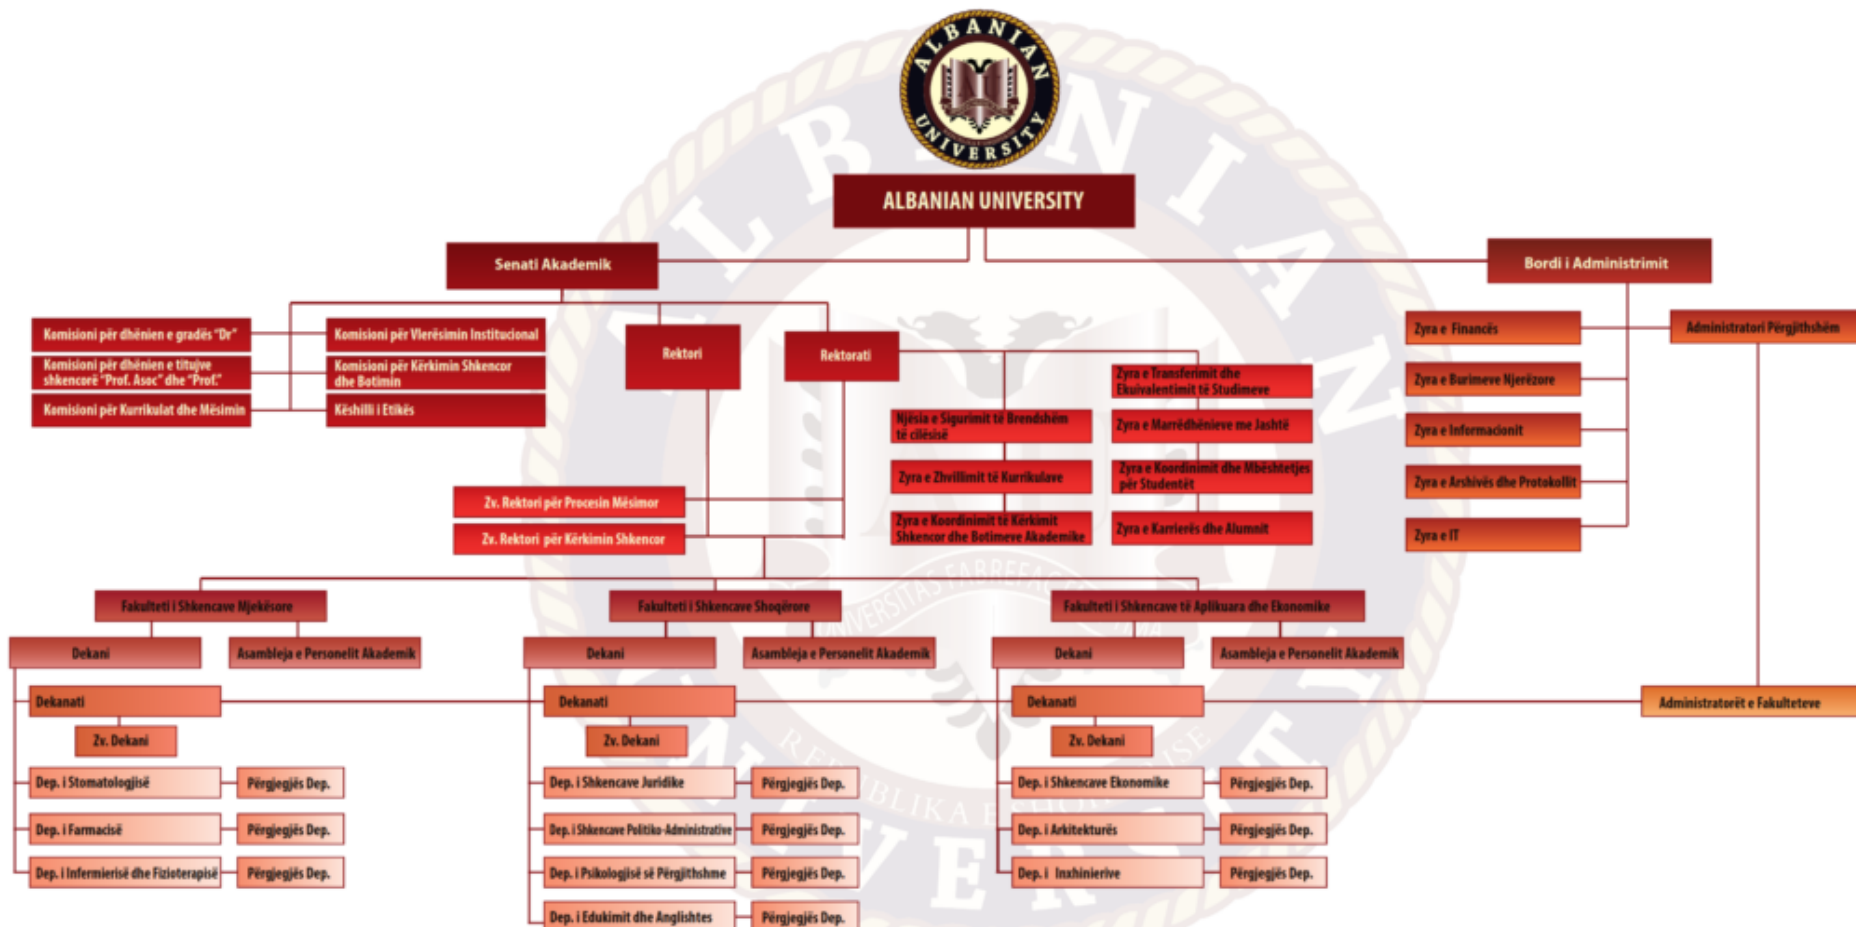 ALBANIAN
UNIVERSITY
ALBANIAN UNIVERSITY
Senati Akademik
Bordi i Administrimit
Komisioni për dhënien e gradës "Dr"
Komisioni për Vlerësimin Institucional
Komisioni për dhënien e titujve
shkencorë "Prof. Asoc" dhe "Prof."
Komisioni për Kërkimin Shkencor
dhe Botimin
Komisioni për Kurrikulat dhe Mësimin
Këshilli i Etikës
Rektori
Rektorati
Zyra e Transferimit dhe
Ekuivalentimit të Studimeve
Njësia e Sigurimit të Brendshëm
të cilësisë
Zyra e Marrëdhënieve me Jashtë
Zyra e Zhvillimit të Kurrikulave
Zyra e Koordinimit dhe Mbështetjes
për Studentët
Zyra e Koordinimit të Kërkimit
Shkencor dhe Botimeve Akademike
Zyra e Karrierës dhe Alumnit
Zyra e Financës
Administratori Përgjithshëm
Zyra e Burimeve Njerëzore
Zyra e Informacionit
Zyra e Arshivës dhe Protokollit
Zyra e IT
Zv. Rektori për Procesin Mësimor
Zv. Rektori për Kërkimin Shkencor
Fakulteti i Shkencave Mjekësore
Fakulteti i Shkencave Shoqërore
Fakulteti i Shkencave të Aplikuara dhe Ekonomike
Dekani
Asambleja e Personelit Akademik
Dekani
Asambleja e Personelit Akademik
Dekani
Asambleja e Personelit Akademik
Dekanati
Dekanati
Dekanati
Administratorët e Fakulteteve
Zv. Dekani
Zv. Dekani
Zv. Dekani
Dep. i Stomatologjisë
Përgjegjës Dep.
Dep. i Shkencave Juridike
Përgjegjës Dep.
Dep. i Shkencave Ekonomike
Përgjegjës Dep.
Dep. i Farmacisë
Përgjegjës Dep.
Dep. i Shkencave Politiko-Administrative
Përgjegjës Dep.
Dep. i Arkitekturës
Përgjegjës Dep.
Dep. i Infermierisë dhe Fizioterapisë
Përgjegjës Dep.
Dep. i Psikologjisë së Përgjithshme
Përgjegjës Dep.
Dep. i Inxhinierive
Përgjegjës Dep.
Dep. i Edukimit dhe Anglishtes
Përgjegjës Dep.